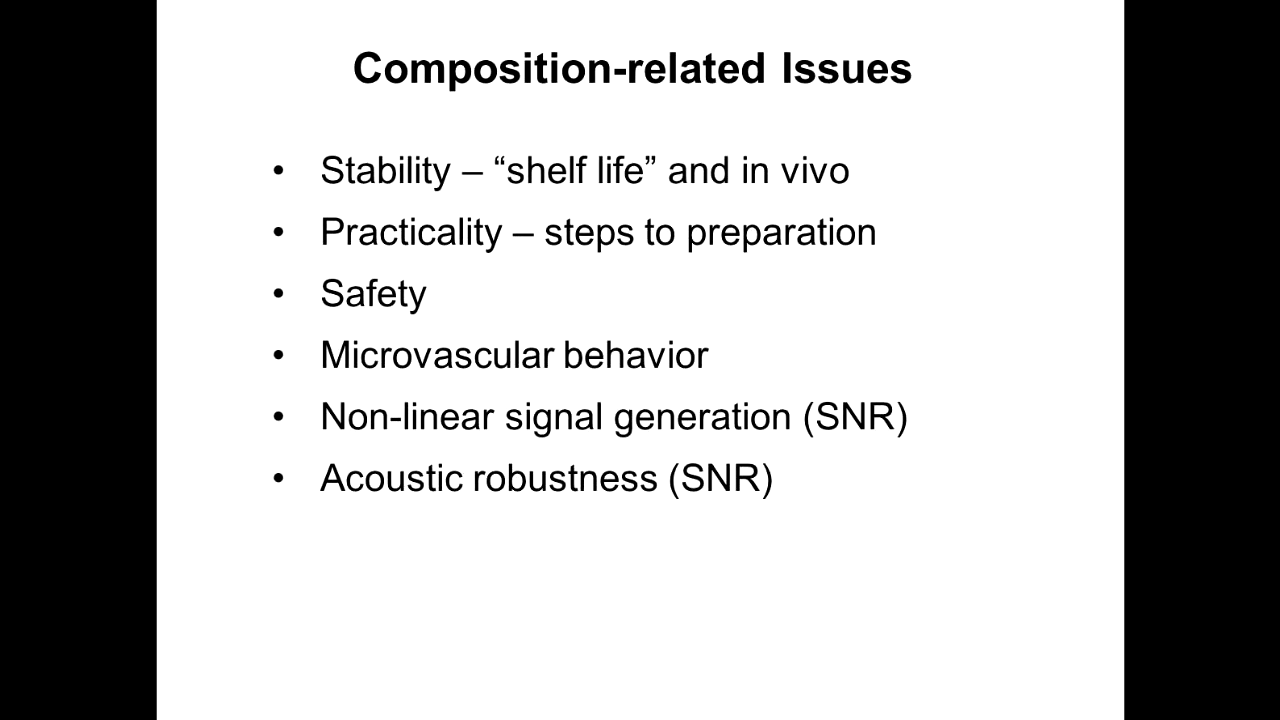 Composition-related Issues
• Stability – “shelf life” and in vivo
• Practicality – steps to preparation
• Safety
• Microvascular behavior
• Non-linear signal generation (SNR)
• Acoustic robustness (SNR)